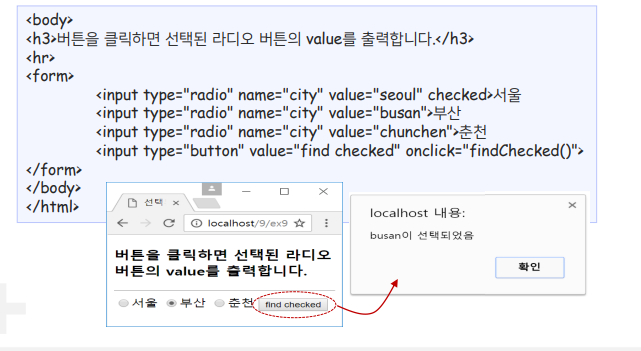 <body>
<h3>버튼을 클릭하면 선택된 라디오 버튼의 value를 출력합니다.</h3>
<hr>
<form>
<input type="radio" name="city" value="seoul" checked>서울
<input type="radio" name="city" value="busan">부산
<input type="radio" name="city" value="chunchen">춘천
<input type="button" value="find checked" onclick="findChecked()">
</form>
</body>
</html>
선택
localhost/9/ex9
버튼을 클릭하면 선택된 라디오
버튼의 value를 출력합니다.
서울 부산 춘천 find checked
localhost 내용:
busan이 선택되었음
확인